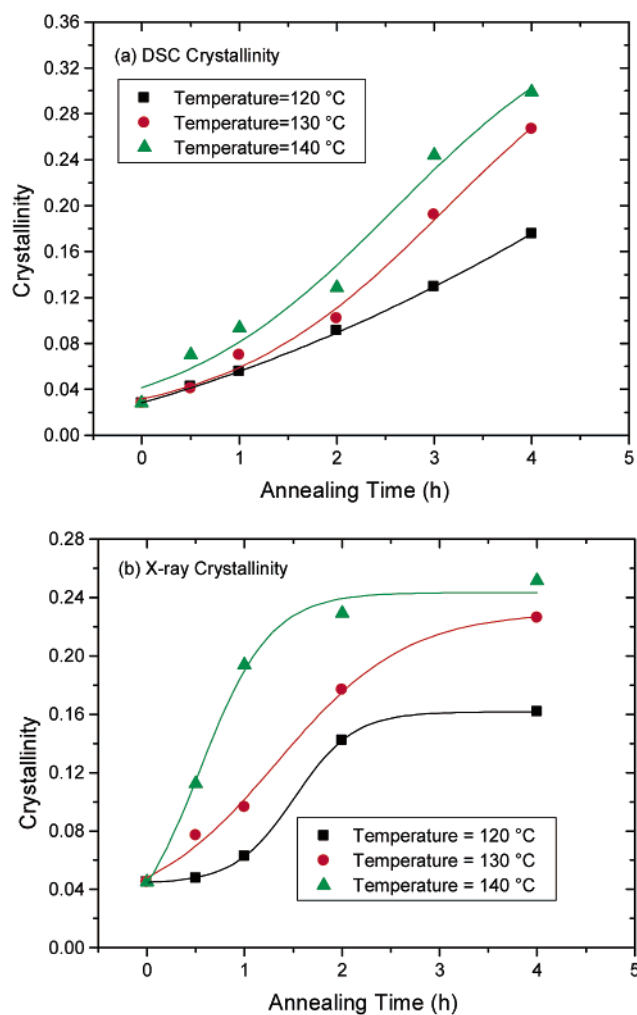 0.36
(a) DSC Crystallinity
0.32
Temperature=120 °C
0.28
Temperature=130 °C
Temperature=140 °C
0.24
0.20
Crystallinity
0.16
0.12
0.08
0.04
0.00
0 1 2 3 4 5
Annealing Time (h)
0.28
(b) X-ray Crystallinity
0.24
0.20
Crystallinity
0.16
0.12
0.08
Temperature = 120 °C
Temperature = 130 °C
0.04
Temperature = 140 °C
0.00
0 1 2 3 4 5
Annealing Time (h)